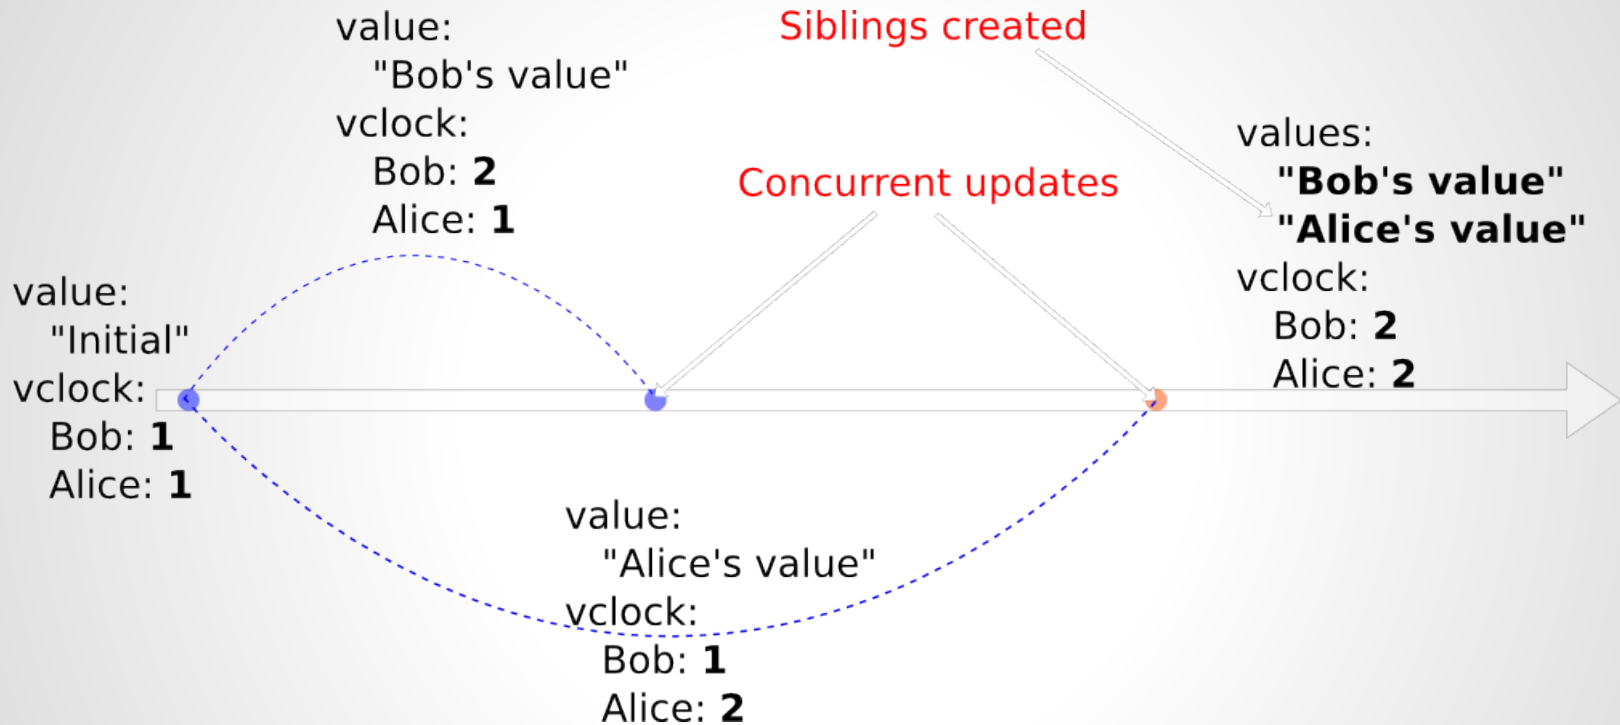 value:
"Bob's value"
vclock:
Bob: 2
Alice: 1
Siblings created
Concurrent updates
values:
"Bob's value"
"Alice's value"
vclock:
Bob: 2
Alice: 2
value:
"Initial"
vclock:
Bob: 1
Alice: 1
value:
"Alice's value"
vclock:
Bob: 1
Alice: 2